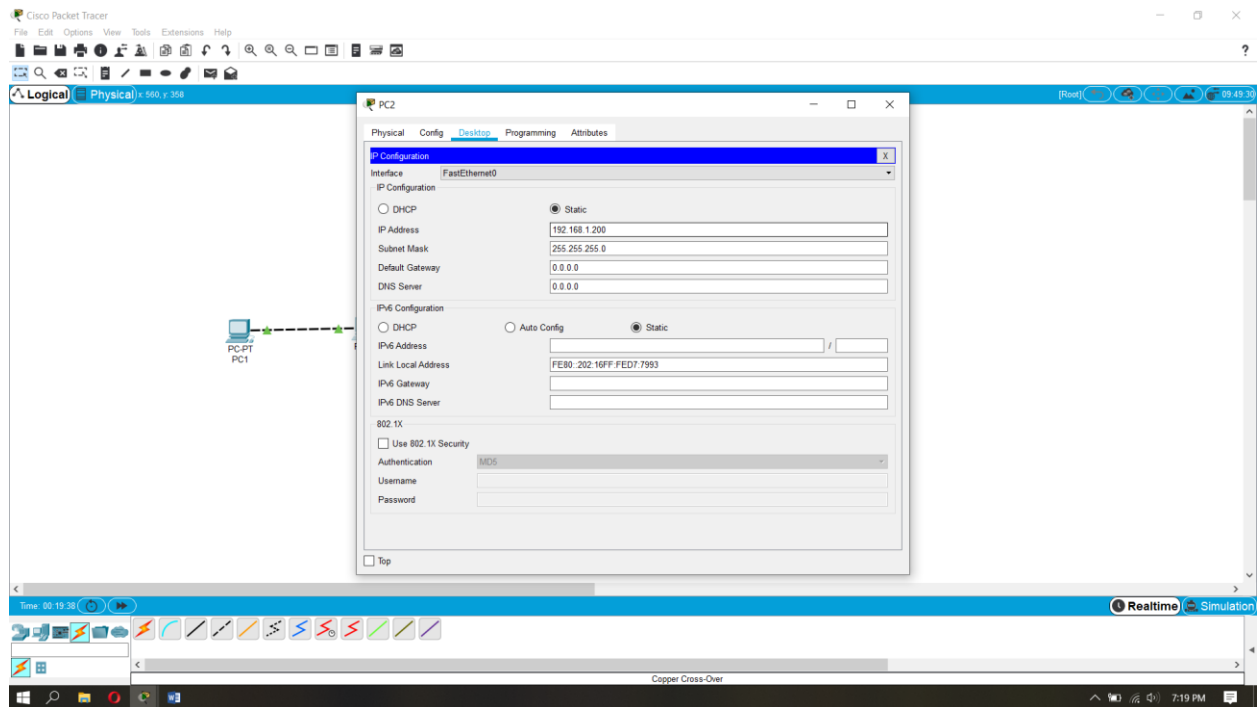 Cisco Packet Tracer
File Edit Options View Tools Extensions Help
?
Logical Physical x: 560, y: 358 [Root] 09:49:30
PC2
Physical Config Desktop Programming Attributes
IP Configuration X
Interface FastEthernet0
IP Configuration
DHCP Static
IP Address 192.168.1.200
Subnet Mask 255.255.255.0
Default Gateway 0.0.0.0
DNS Server 0.0.0.0
IPv6 Configuration
DHCP Auto Config Static
IPv6 Address /
Link Local Address FE80::202:16FF:FED7:7993
IPv6 Gateway
IPv6 DNS Server
802.1X
Use 802.1X Security
Authentication MD5
Username
Password
Top
PC-PT
PC1
Time: 00:19:38 Realtime Simulation
Copper Cross-Over
7:19 PM